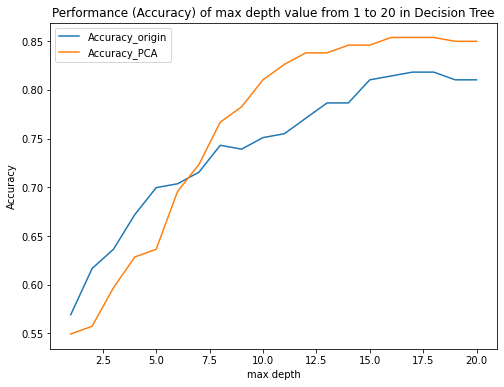 Performance (Accuracy) of max depth value from 1 to 20 in Decision Tree
Accuracy_origin
Accuracy_PCA
0.85
0.80
0.75
0.70
0.65
0.60
0.55
Accuracy
2.5 5.0 7.5 10.0 12.5 15.0 17.5 20.0
max depth